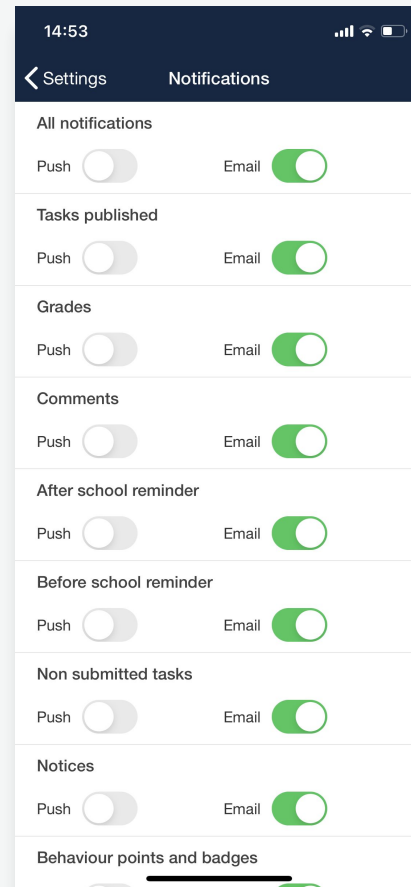 14:53
Settings Notifications
All notifications
Push Email
Tasks published
Push Email
Grades
Push Email
Comments
Push Email
After school reminder
Push Email
Before school reminder
Push Email
Non submitted tasks
Push Email
Notices
Push Email
Behaviour points and badges